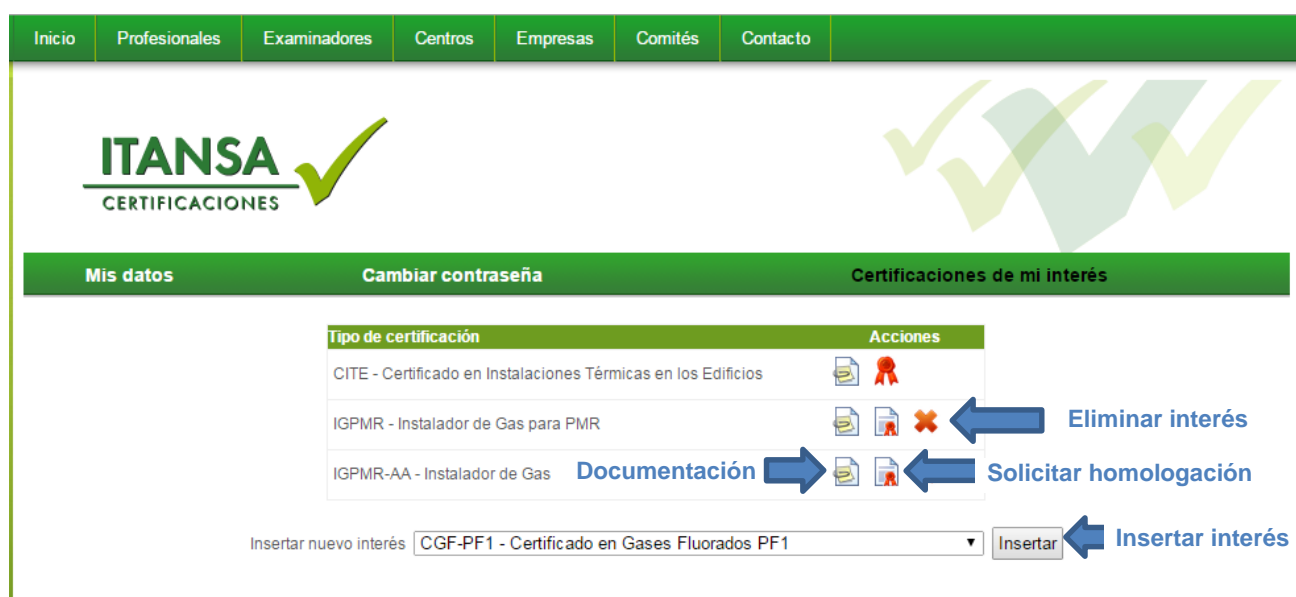 Inicio Profesionales Examinadores Centros Empresas Comités Contacto
ITANSA
CERTIFICACIONES
Mis datos Cambiar contraseña Certificaciones de mi interés
Tipo de certificación Acciones
CITE - Certificado en Instalaciones Térmicas en los Edificios
IGPMR - Instalador de Gas para PMR Eliminar interés
IGPMR-AA - Instalador de Gas Documentación Solicitar homologación
Insertar nuevo interés CGF-PF1 - Certificado en Gases Fluorados PF1 Insertar Insertar interés